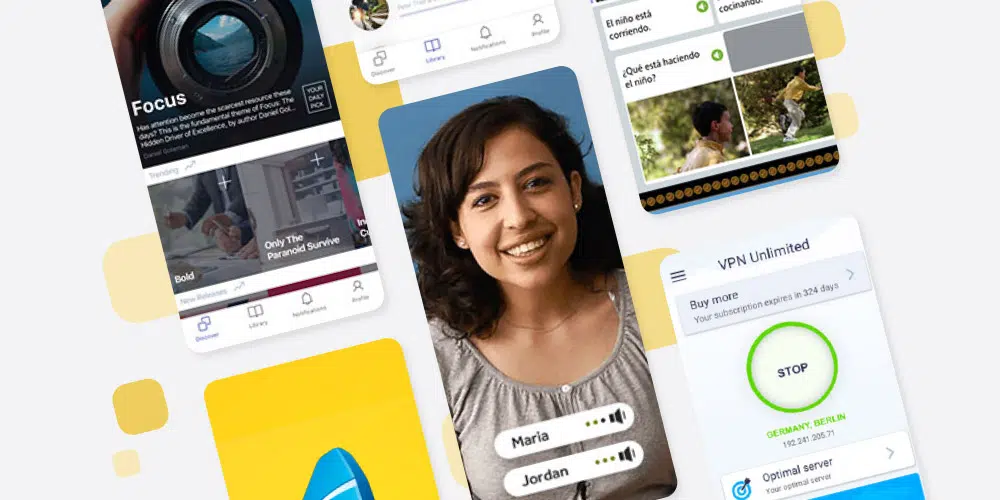 Focus
'Has attention become the scarcest resource these
days? This is the fundamental theme of Focus: The
Hidden Driver of Excellence, by author Daniel Gol...
Daniel Goleman
YOUR
DAILY
PICK
Trending
Bold
Only The
Paranoid Survive
New Releases
Discover
Library
Notifications
Profile
Discover
Library
Notifications
Profile
El niño está
corriendo.
cocinando.
¿Qué está haciendo
el niño?
Maria
Jordan
VPN Unlimited
Buy more
Your subscription expires in 324 days
STOP
GERMANY, BERLIN
192.241.205.71
Optimal server
Your optimal server